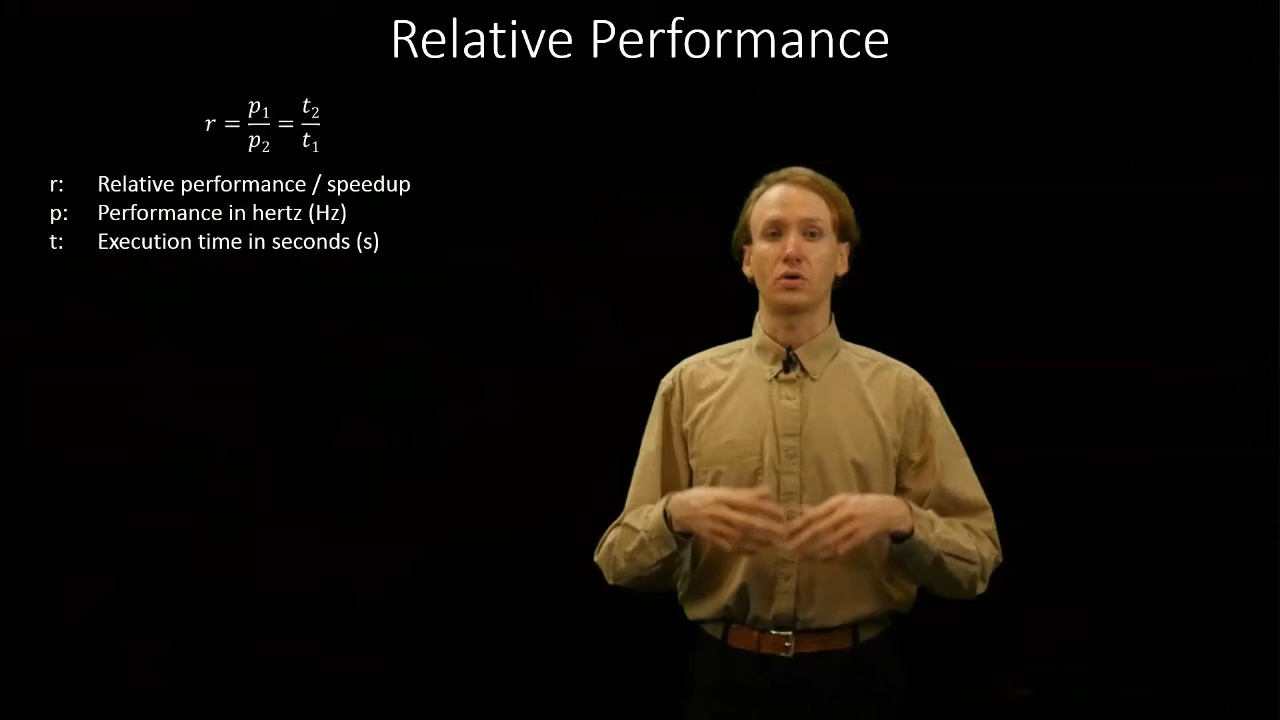 Relative Performance
r = p₁/p₂ = t₂/t₁
r: Relative performance / speedup
p: Performance in hertz (Hz)
t: Execution time in seconds (s)